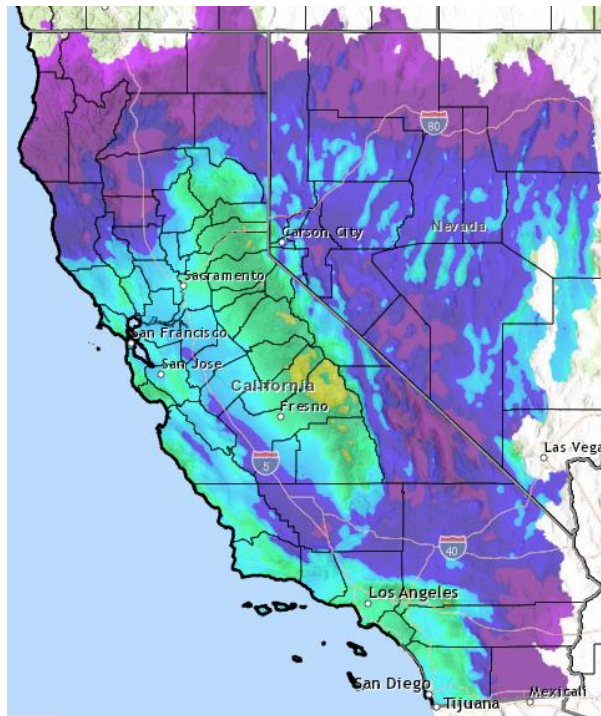 80
Nevada
Carson City
Sacramento
San Francisco
San Jose
California
Fresno
5
Las Vega
40
Los Angeles
San Diego
Mexicali
Tijuana